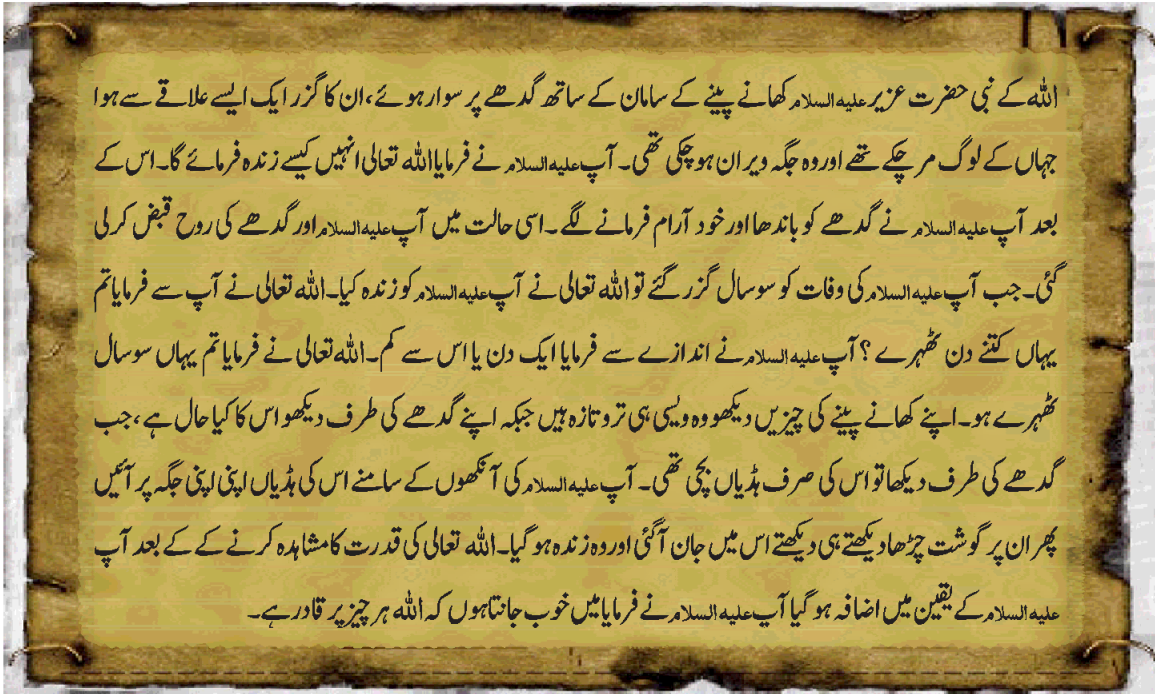 اللہ کے نبی حضرت عزیر علیہ السلام کھانے پینے کے سامان کے ساتھ گدھے پر سوار ہوئے، ان کا گزر ایک ایسے علاقے سے ہوا
جہاں کے لوگ مر چکے تھے اور وہ جگہ ویران ہو چکی تھی۔ آپ علیہ السلام نے فرمایا اللہ تعالی انہیں کیسے زندہ فرمائے گا۔ اس کے
بعد آپ علیہ السلام نے گدھے کو باندھا اور خود آرام فرمانے لگے۔ اسی حالت میں آپ علیہ السلام اور گدھے کی روح قبض کر لی
گئی۔ جب آپ علیہ السلام کی وفات کو سو سال گزر گئے تو اللہ تعالی نے آپ علیہ السلام کو زندہ کیا۔ اللہ تعالی نے آپ سے فرمایا تم
یہاں کتنے دن ٹھہرے؟ آپ علیہ السلام نے اندازے سے فرمایا ایک دن یا اس سے کم۔ اللہ تعالی نے فرمایا تم یہاں سو سال
ٹھہرے ہو۔ اپنے کھانے پینے کی چیزیں دیکھو وہ ویسی ہی تروتازہ ہیں جبکہ اپنے گدھے کی طرف دیکھو اس کا کیا حال ہے، جب
گدھے کی طرف دیکھا تو اس کی صرف ہڈیاں بچی تھی۔ آپ علیہ السلام کی آنکھوں کے سامنے اس کی ہڈیاں اپنی اپنی جگہ پر آئیں
پھر ان پر گوشت چڑھا دیکھتے ہی دیکھتے اس میں جان آگئی اور وہ زندہ ہو گیا۔ اللہ تعالی کی قدرت کا مشاہدہ کرنے کے کے بعد آپ
علیہ السلام کے یقین میں اضافہ ہو گیا آپ علیہ السلام نے فرمایا میں خوب جانتا ہوں کہ اللہ ہر چیز پر قادر ہے۔